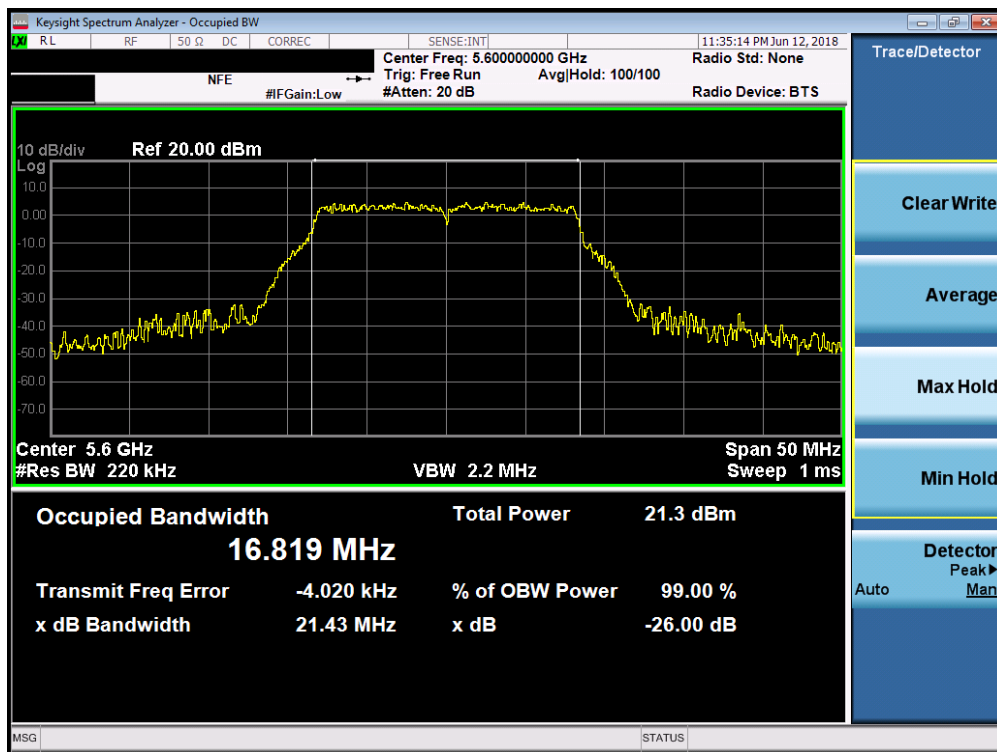 Keysight Spectrum Analyzer - Occupied BW
LXI RL RF 50 Ω DC CORREC SENSE:INT 11:35:14 PM Jun 12, 2018
Center Freq: 5.600000000 GHz Radio Std: None
NFE Trig: Free Run Avg|Hold: 100/100
#IFGain:Low #Atten: 20 dB Radio Device: BTS
Trace/Detector
10 dB/div Ref 20.00 dBm
Log
10.0
0.00
-10.0
-20.0
-30.0
-40.0
-50.0
-60.0
-70.0
Center 5.6 GHz Span 50 MHz
#Res BW 220 kHz VBW 2.2 MHz Sweep 1 ms
Occupied Bandwidth Total Power 21.3 dBm
16.819 MHz
Transmit Freq Error -4.020 kHz % of OBW Power 99.00 %
x dB Bandwidth 21.43 MHz x dB -26.00 dB
Clear Write
Average
Max Hold
Min Hold
Detector
Peak▶
Auto Man
MSG STATUS